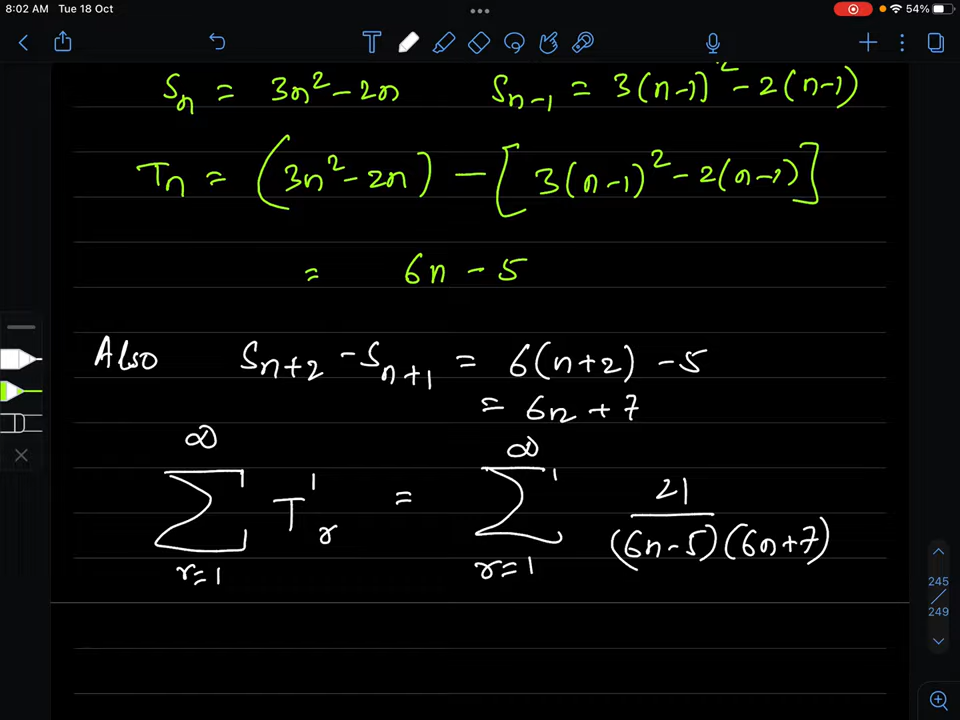 8:02 AM Tue 18 Oct
54%
Sn = 3n² - 2n Sn-1 = 3(n-1)² - 2(n-1)
Tn = (3n² - 2n) - [3(n-1)² - 2(n-1)]
= 6n - 5
Also Sn+2 - Sn+1 = 6(n+2) - 5
= 6n + 7
∞ ∞
∑ T'r = ∑ 21/((6n-5)(6n+7))
r=1 r=1
245
249